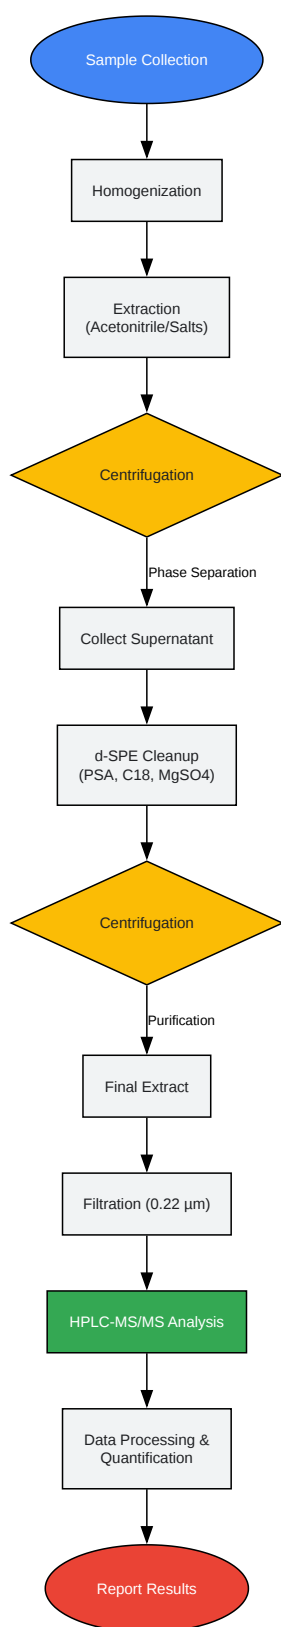 Sample Collection
Homogenization
Extraction
(Acetonitrile/Salts)
Centrifugation
Phase Separation
Collect Supernatant
d-SPE Cleanup
(PSA, C18, MgSO4)
Centrifugation
Purification
Final Extract
Filtration (0.22 µm)
HPLC-MS/MS Analysis
Data Processing &
Quantification
Report Results